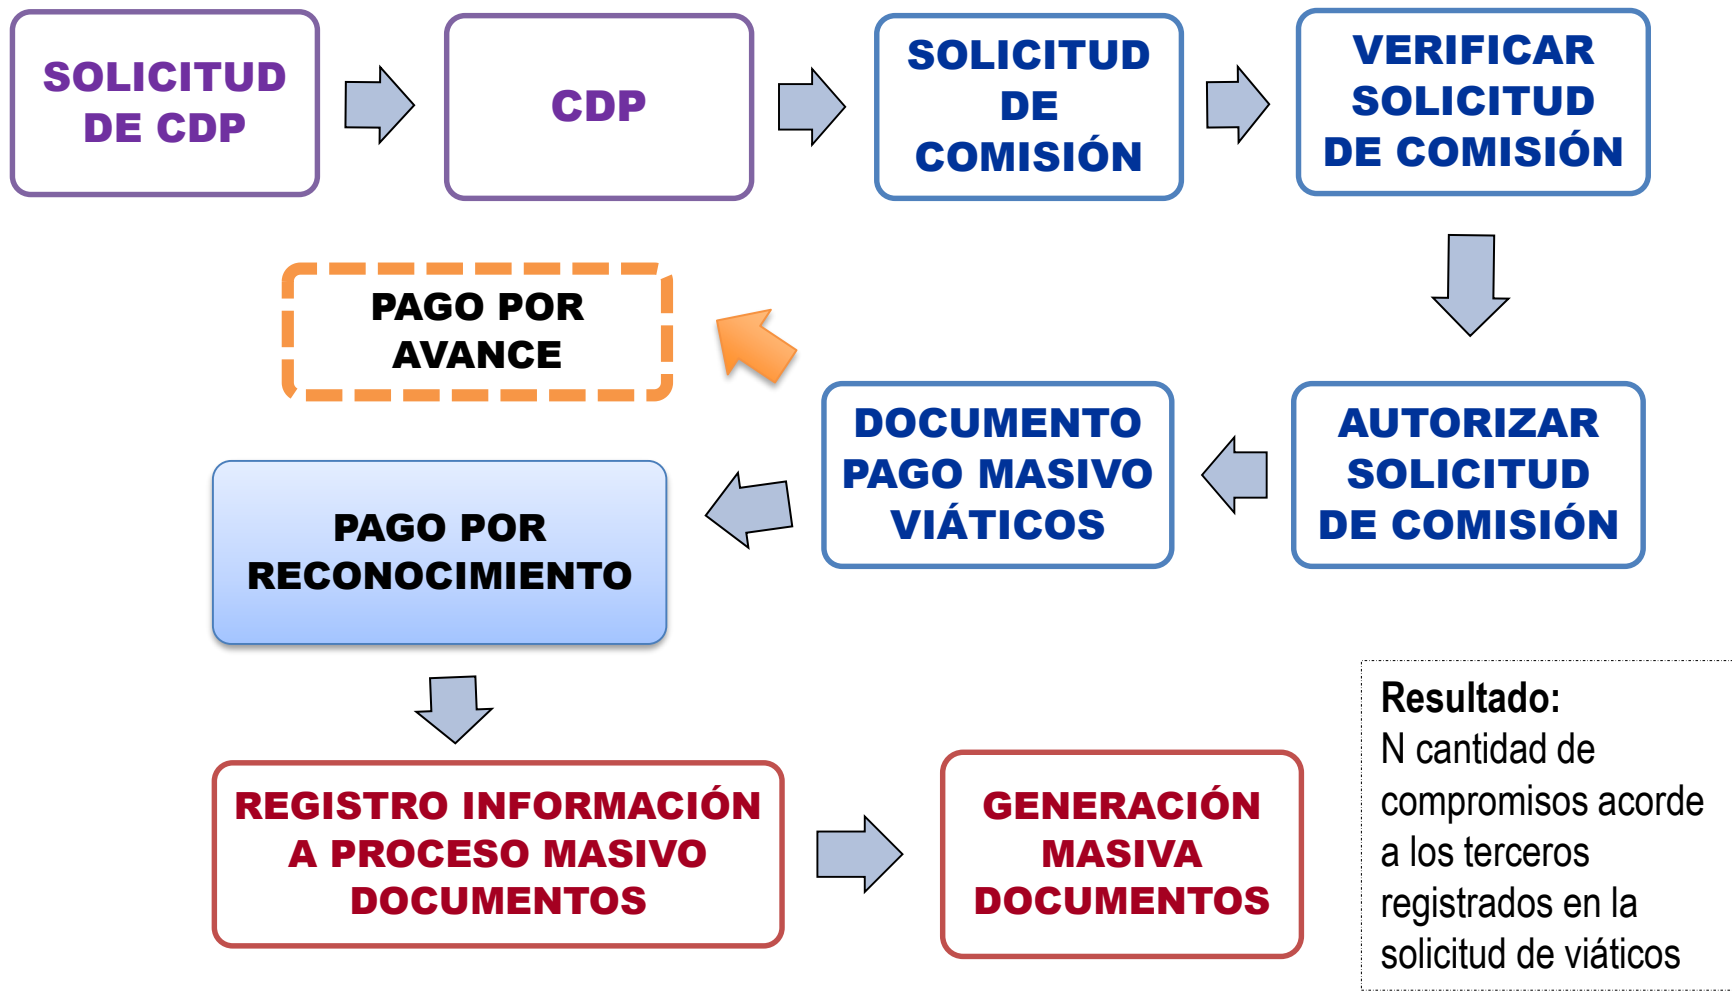 SOLICITUD
DE CDP
CDP
SOLICITUD
DE
COMISIÓN
VERIFICAR
SOLICITUD
DE COMISIÓN
PAGO POR
AVANCE
DOCUMENTO
PAGO MASIVO
VIÁTICOS
AUTORIZAR
SOLICITUD
DE COMISIÓN
PAGO POR
RECONOCIMIENTO
REGISTRO INFORMACIÓN
A PROCESO MASIVO
DOCUMENTOS
GENERACIÓN
MASIVA
DOCUMENTOS
Resultado:
N cantidad de
compromisos acorde
a los terceros
registrados en la
solicitud de viáticos